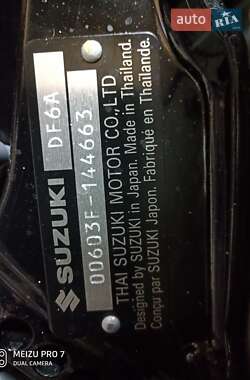 AUTO RIA
SUZUKI DF6A
00603F-144663
THAI SUZUKI MOTOR CO.,LTD
Designed by SUZUKI in Japan. Made in Thailand.
Conçu par SUZUKI Japon. Fabriqué en Thaïlande.
MEIZU PRO 7
DUAL CAMERA